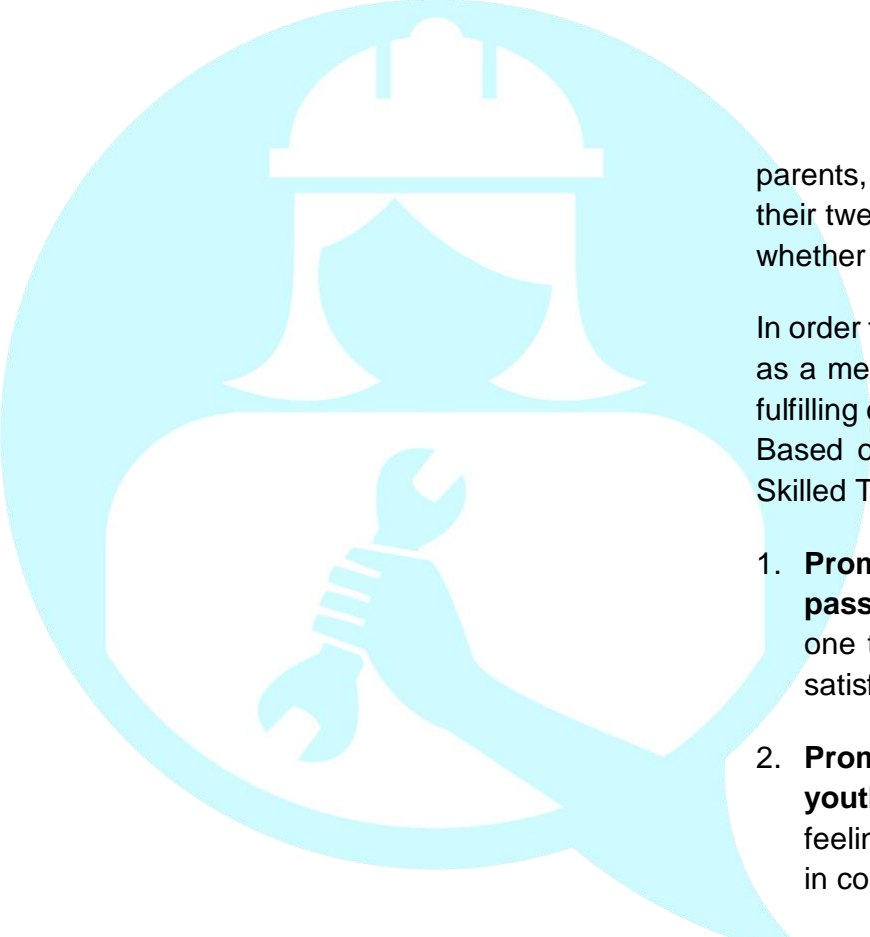 parents,
their twe
whether
In order
as a me
fulfilling
Based o
Skilled T
1. Prom
pass
one t
satisf
2. Prom
yout
feelin
in co